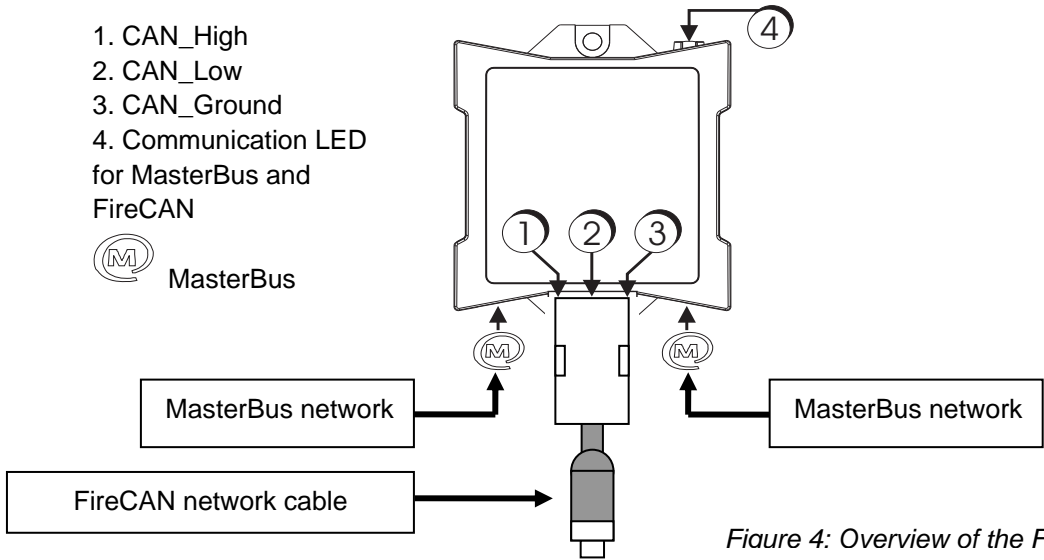 1. CAN_High
2. CAN_Low
3. CAN_Ground
4. Communication LED
for MasterBus and
FireCAN
M MasterBus
4
1 2 3
M M
MasterBus network
MasterBus network
FireCAN network cable
Figure 4: Overview of the F